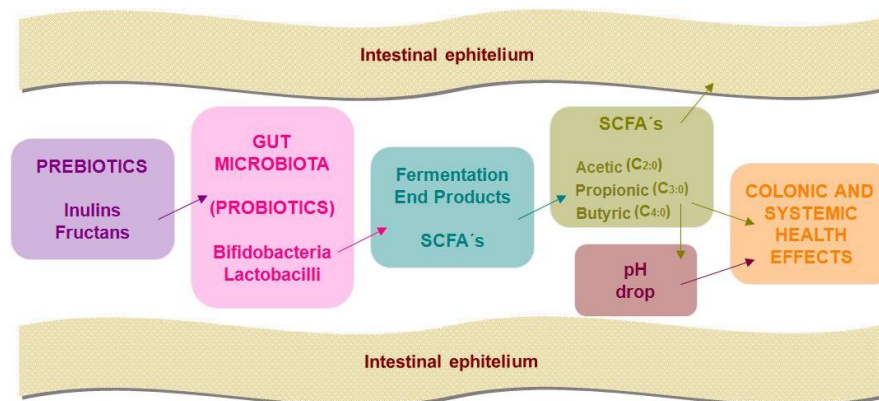 Intestinal ephitelium
PREBIOTICS
Inulins
Fructans
GUT
MICROBIOTA
(PROBIOTICS)
Bifidobacteria
Lactobacilli
Fermentation
End Products
SCFA´s
SCFA´s
Acetic (C2:0)
Propionic (C3:0)
Butyric (C4:0)
pH
drop
COLONIC AND
SYSTEMIC
HEALTH
EFFECTS
Intestinal ephitelium